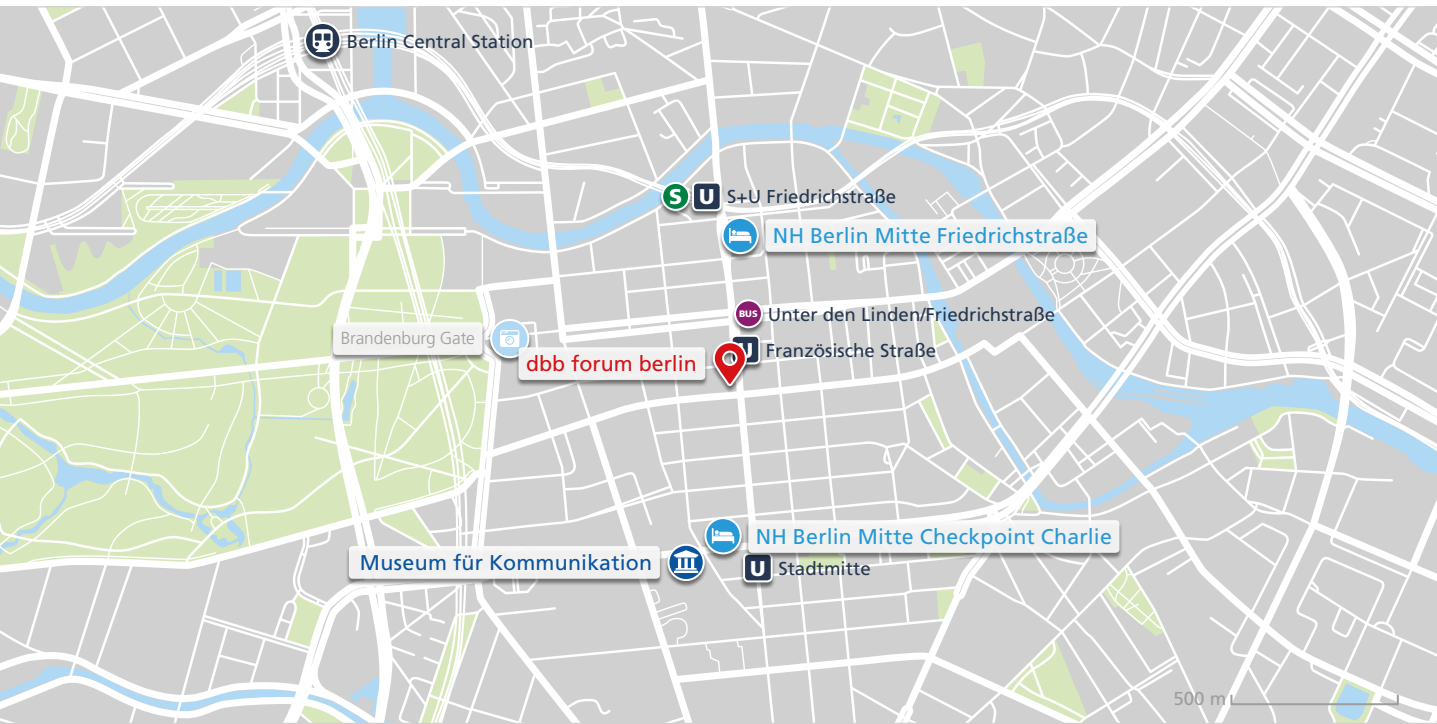 Berlin Central Station
S U S+U Friedrichstraße
NH Berlin Mitte Friedrichstraße
BUS Unter den Linden/Friedrichstraße
Brandenburg Gate
U Französische Straße
dbb forum berlin
NH Berlin Mitte Checkpoint Charlie
Museum für Kommunikation
U Stadtmitte
500 m